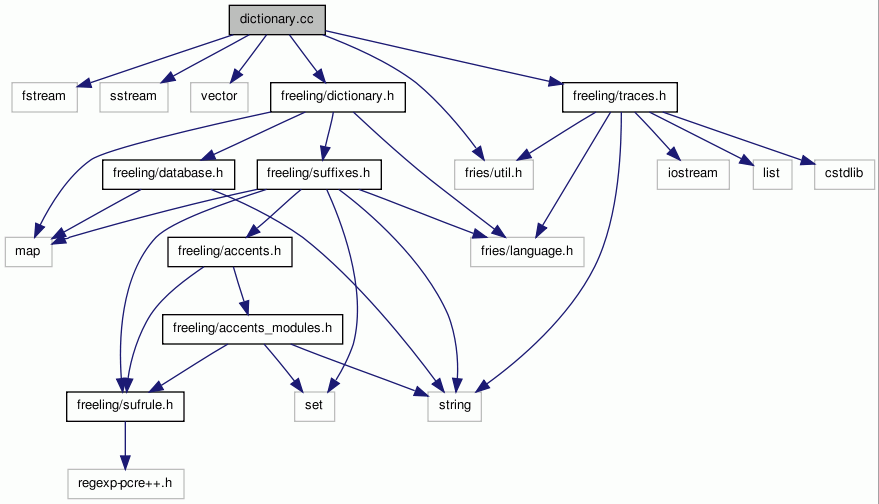 dictionary.cc
fstream
sstream
vector
freeling/dictionary.h
freeling/traces.h
freeling/database.h
freeling/suffixes.h
fries/util.h
iostream
list
cstdlib
map
freeling/accents.h
fries/language.h
freeling/accents_modules.h
freeling/sufrule.h
set
string
regexp-pcre++.h